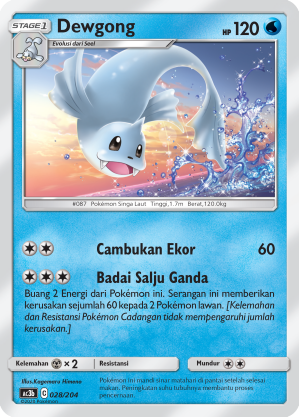 STAGE 1
Dewgong
HP 120
Evolusi dari Seel
#087 Pokémon Singa Laut Tinggi,1.7m Berat,120.0kg
Cambukan Ekor 60
Badai Salju Ganda
Buang 2 Energi dari Pokémon ini. Serangan ini memberikan
kerusakan sejumlah 60 kepada 2 Pokémon lawan. [Kelemahan
dan Resistansi Pokémon Cadangan tidak mempengaruhi jumlah
kerusakan.]
Kelemahan × 2 Resistansi Mundur
Illus.Kagemaru Himeno
Pokémon ini mandi sinar matahari di pantai setelah selesai
makan. Peningkatan suhu tubuhnya membantu proses
pencernaan.
C 028/204